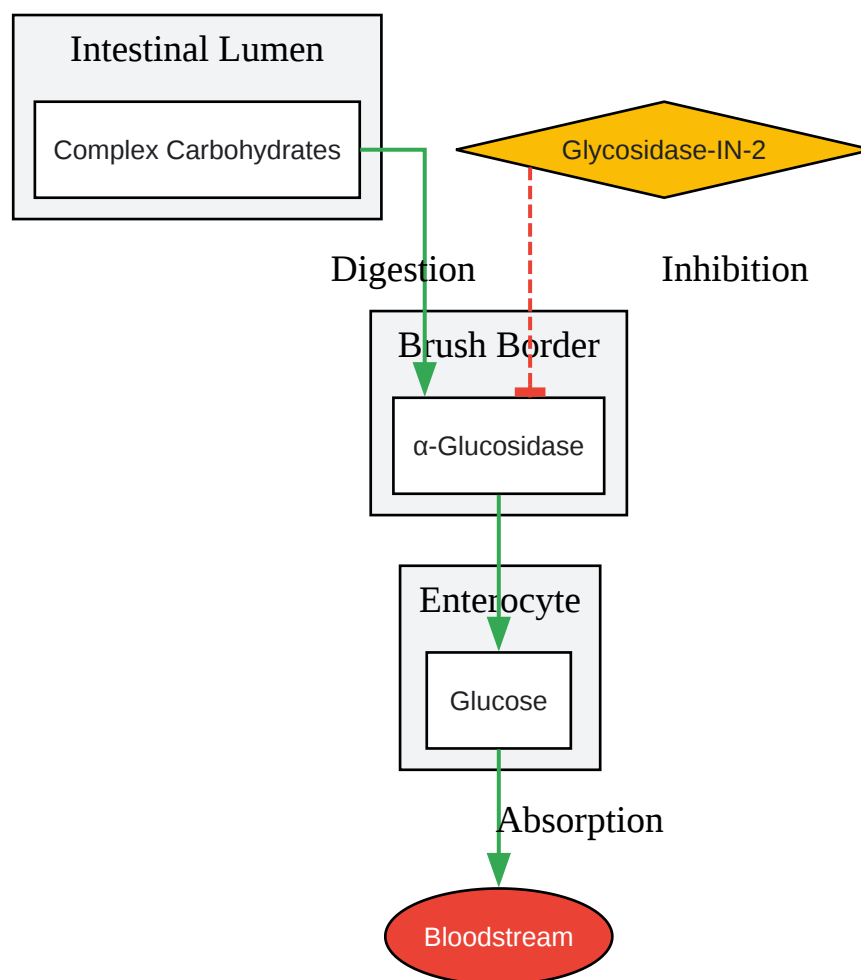 Intestinal Lumen
Complex Carbohydrates
Glycosidase-IN-2
Digestion
Inhibition
Brush Border
α-Glucosidase
Enterocyte
Glucose
Absorption
Bloodstream